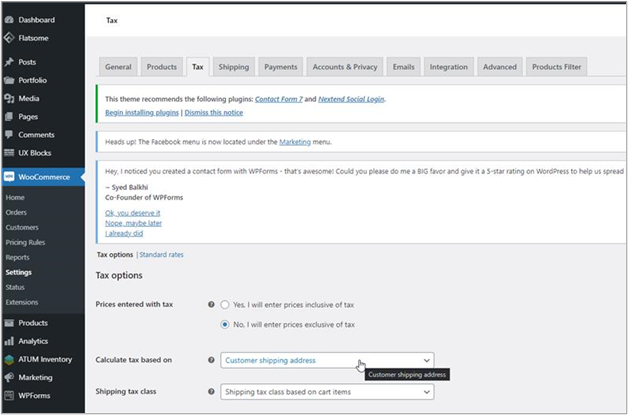 Dashboard
Flatsome
Posts
Portfolio
Media
Pages
Comments
UX Blocks
WooCommerce
Home
Orders
Customers
Pricing Rules
Reports
Settings
Status
Extensions
Products
Analytics
ATUM Inventory
Marketing
WPForms
Tax
General Products Tax Shipping Payments Accounts & Privacy Emails Integration Advanced Products Filter
This theme recommends the following plugins: Contact Form 7 and Nextend Social Login.
Begin installing plugins | Dismiss this notice
Heads up! The Facebook menu is now located under the Marketing menu.
Hey, I noticed you created a contact form with WPForms - that's awesome! Could you please do me a BIG favor and give it a 5-star rating on WordPress to help us spread
~ Syed Balkhi
Co-Founder of WPForms
Ok, you deserve it
Nope, maybe later
I already did
Tax options | Standard rates
Tax options
Prices entered with tax ? Yes, I will enter prices inclusive of tax
No, I will enter prices exclusive of tax
Calculate tax based on ? Customer shipping address
Customer shipping address
Shipping tax class ? Shipping tax class based on cart items